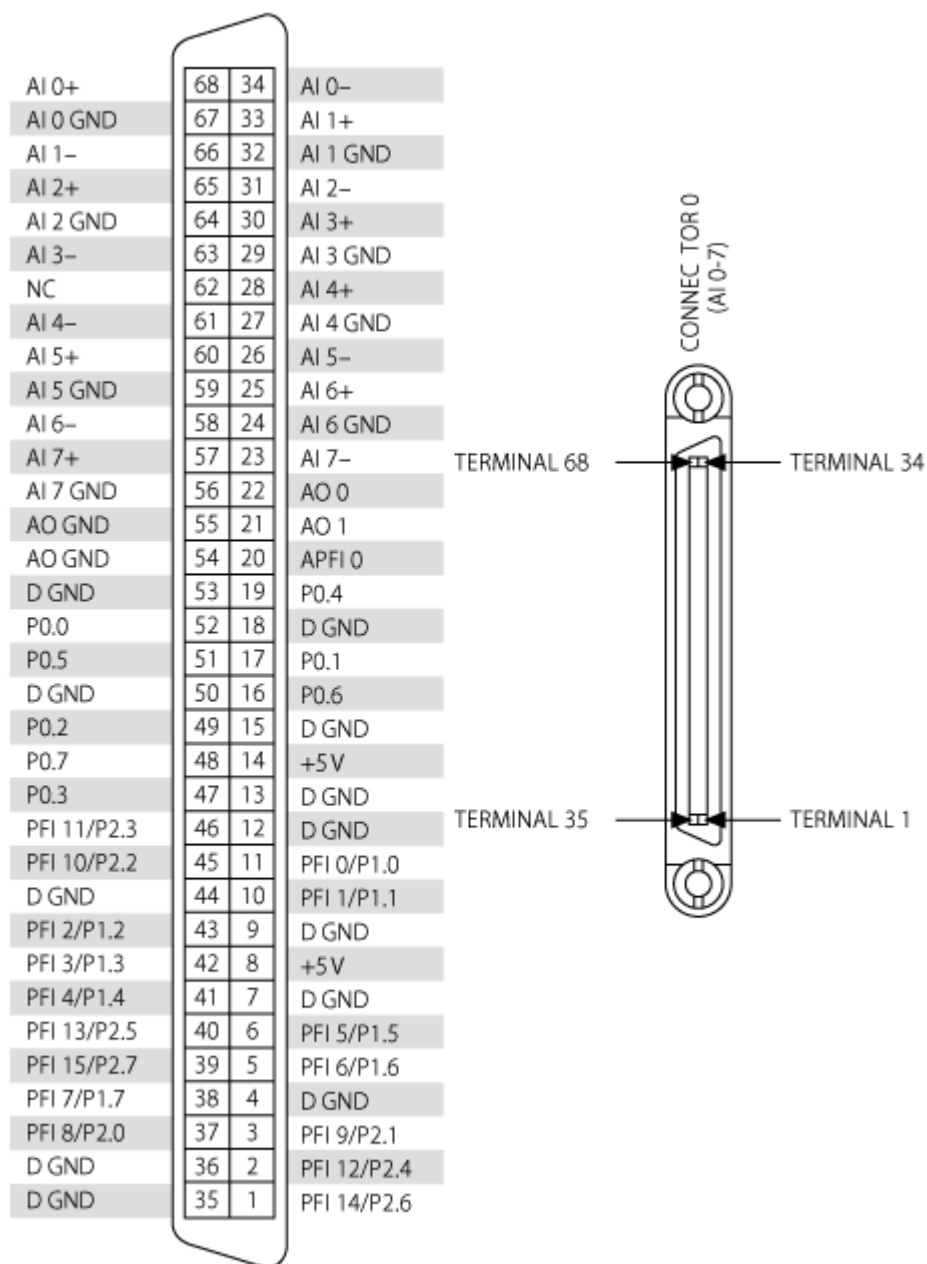 AI 0+ 68 34 AI 0–
AI 0 GND 67 33 AI 1+
AI 1– 66 32 AI 1 GND
AI 2+ 65 31 AI 2–
AI 2 GND 64 30 AI 3+
AI 3– 63 29 AI 3 GND
NC 62 28 AI 4+
AI 4– 61 27 AI 4 GND
AI 5+ 60 26 AI 5–
AI 5 GND 59 25 AI 6+
AI 6– 58 24 AI 6 GND
AI 7+ 57 23 AI 7–
AI 7 GND 56 22 AO 0
AO GND 55 21 AO 1
AO GND 54 20 APFI 0
D GND 53 19 P0.4
P0.0 52 18 D GND
P0.5 51 17 P0.1
D GND 50 16 P0.6
P0.2 49 15 D GND
P0.7 48 14 +5 V
P0.3 47 13 D GND
PFI 11/P2.3 46 12 D GND
PFI 10/P2.2 45 11 PFI 0/P1.0
D GND 44 10 PFI 1/P1.1
PFI 2/P1.2 43 9 D GND
PFI 3/P1.3 42 8 +5 V
PFI 4/P1.4 41 7 D GND
PFI 13/P2.5 40 6 PFI 5/P1.5
PFI 15/P2.7 39 5 PFI 6/P1.6
PFI 7/P1.7 38 4 D GND
PFI 8/P2.0 37 3 PFI 9/P2.1
D GND 36 2 PFI 12/P2.4
D GND 35 1 PFI 14/P2.6
CONNEC TOR 0
(AI 0-7)
TERMINAL 68 TERMINAL 34
TERMINAL 35 TERMINAL 1